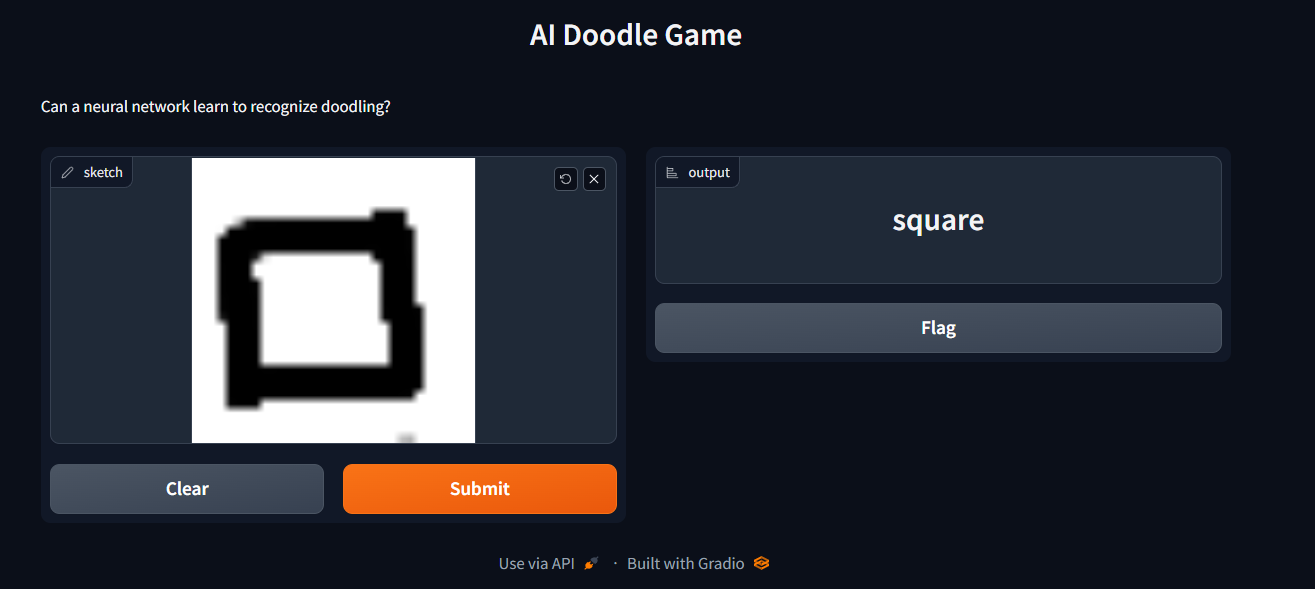 AI Doodle Game
Can a neural network learn to recognize doodling?
sketch
output
square
Flag
Clear
Submit
Use via API · Built with Gradio